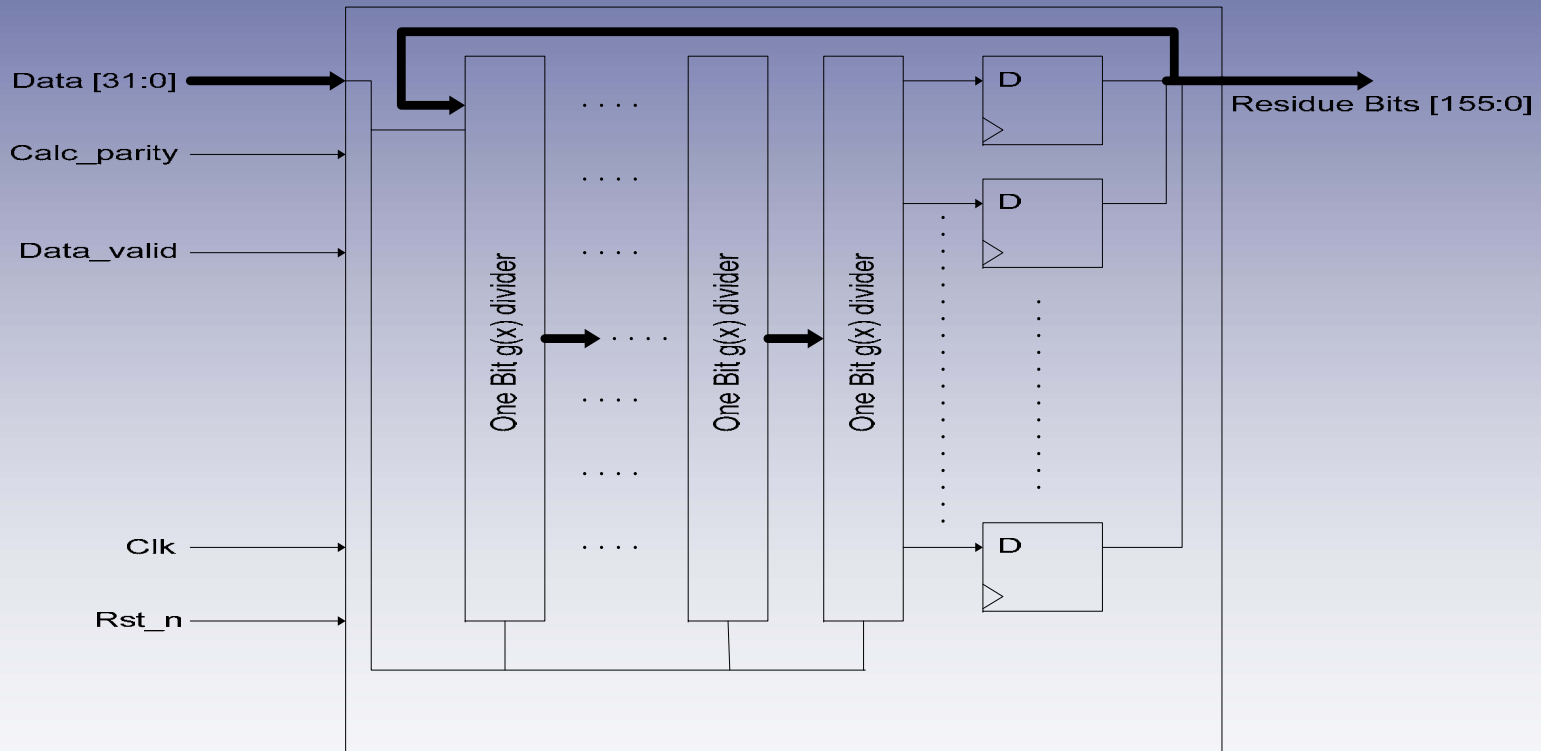 Data [31:0]
Calc_parity
Data_valid
Clk
Rst_n
One Bit g(x) divider
One Bit g(x) divider
One Bit g(x) divider
D
D
D
Residue Bits [155:0]